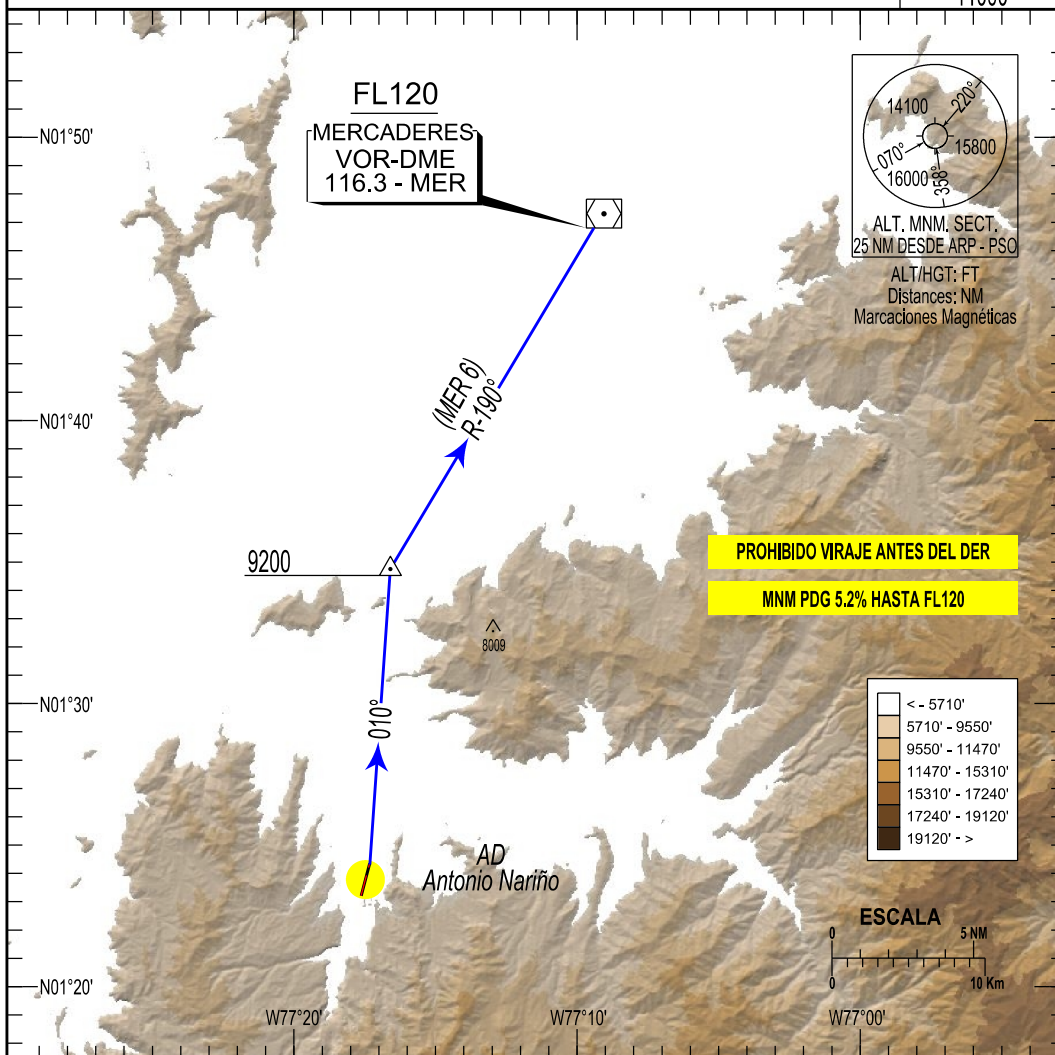 FL120
MERCADERES
VOR-DME
116.3 - MER
N01°50'
14100
220°
070°
15800
16000
358°
ALT. MNM. SECT.
25 NM DESDE ARP - PSO
ALT/HGT: FT
Distances: NM
Marcaciones Magnéticas
(MER 6)
R-190°
N01°40'
9200
PROHIBIDO VIRAJE ANTES DEL DER
MNM PDG 5.2% HASTA FL120
8009
N01°30'
010°
< - 5710'
5710' - 9550'
9550' - 11470'
11470' - 15310'
15310' - 17240'
17240' - 19120'
19120' - >
AD
Antonio Nariño
ESCALA
0 5 NM
0 10 Km
N01°20'
W77°20' W77°10' W77°00'